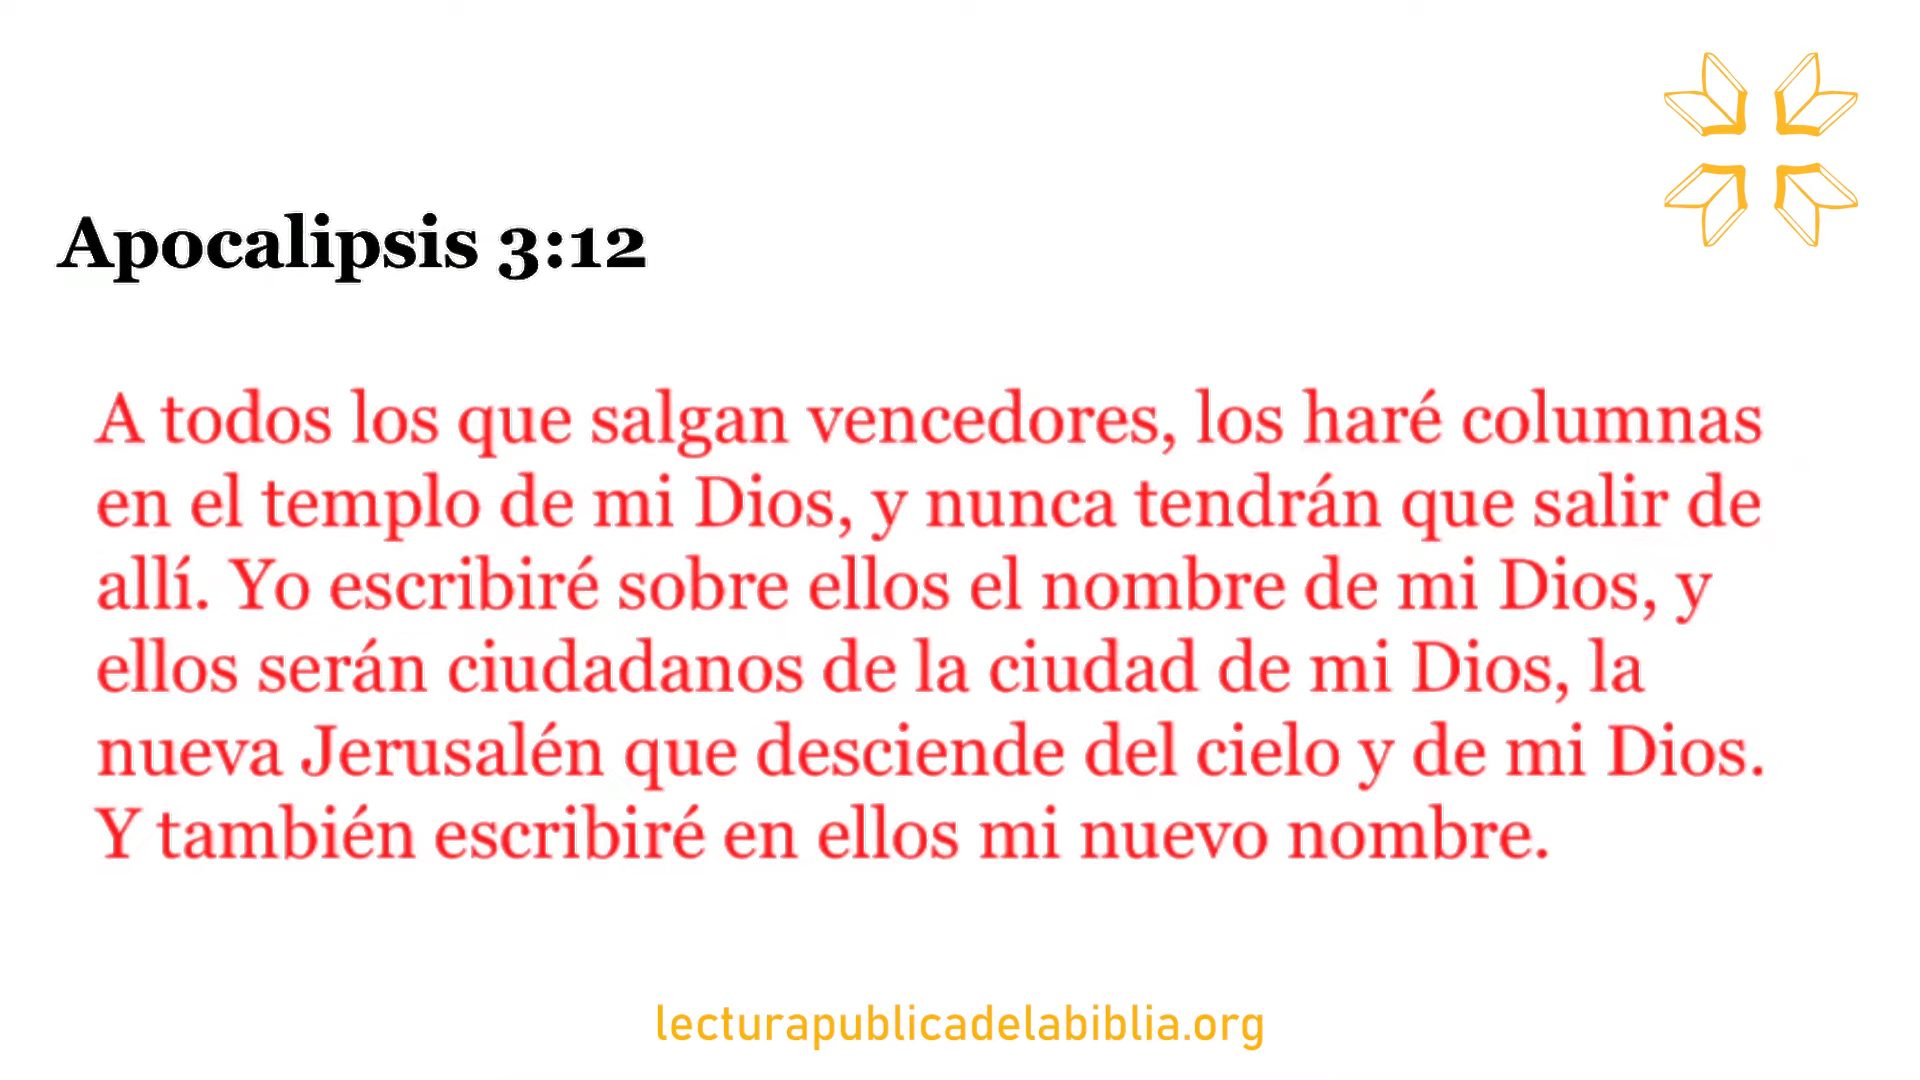 Apocalipsis 3:12
A todos los que salgan vencedores, los haré columnas
en el templo de mi Dios, y nunca tendrán que salir de
allí. Yo escribiré sobre ellos el nombre de mi Dios, y
ellos serán ciudadanos de la ciudad de mi Dios, la
nueva Jerusalén que desciende del cielo y de mi Dios.
Y también escribiré en ellos mi nuevo nombre.
lecturapublicadelabiblia.org